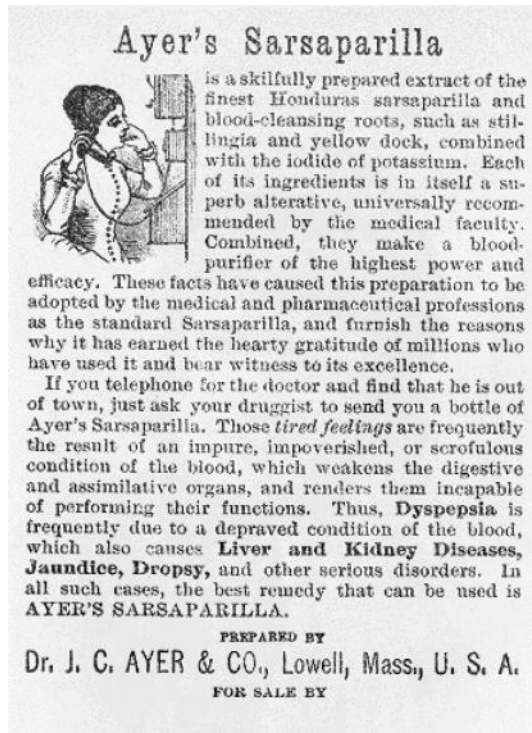 Ayer's Sarsaparilla
is a skilfully prepared extract of the
finest Honduras sarsaparilla and
blood-cleansing roots, such as stil-
lingia and yellow dock, combined
with the iodide of potassium. Each
of its ingredients is in itself a su-
perb alterative, universally recom-
mended by the medical faculty.
Combined, they make a blood-
purifier of the highest power and
efficacy. These facts have caused this preparation to be
adopted by the medical and pharmaceutical professions
as the standard Sarsaparilla, and furnish the reasons
why it has earned the hearty gratitude of millions who
have used it and bear witness to its excellence.
If you telephone for the doctor and find that he is out
of town, just ask your druggist to send you a bottle of
Ayer's Sarsaparilla. Those tired feelings are frequently
the result of an impure, impoverished, or scrofulous
condition of the blood, which weakens the digestive
and assimilative organs, and renders them incapable
of performing their functions. Thus, Dyspepsia is
frequently due to a depraved condition of the blood,
which also causes Liver and Kidney Diseases,
Jaundice, Dropsy, and other serious disorders. In
all such cases, the best remedy that can be used is
AYER'S SARSAPARILLA.
PREPARED BY
Dr. J. C. AYER & CO., Lowell, Mass., U. S. A.
FOR SALE BY